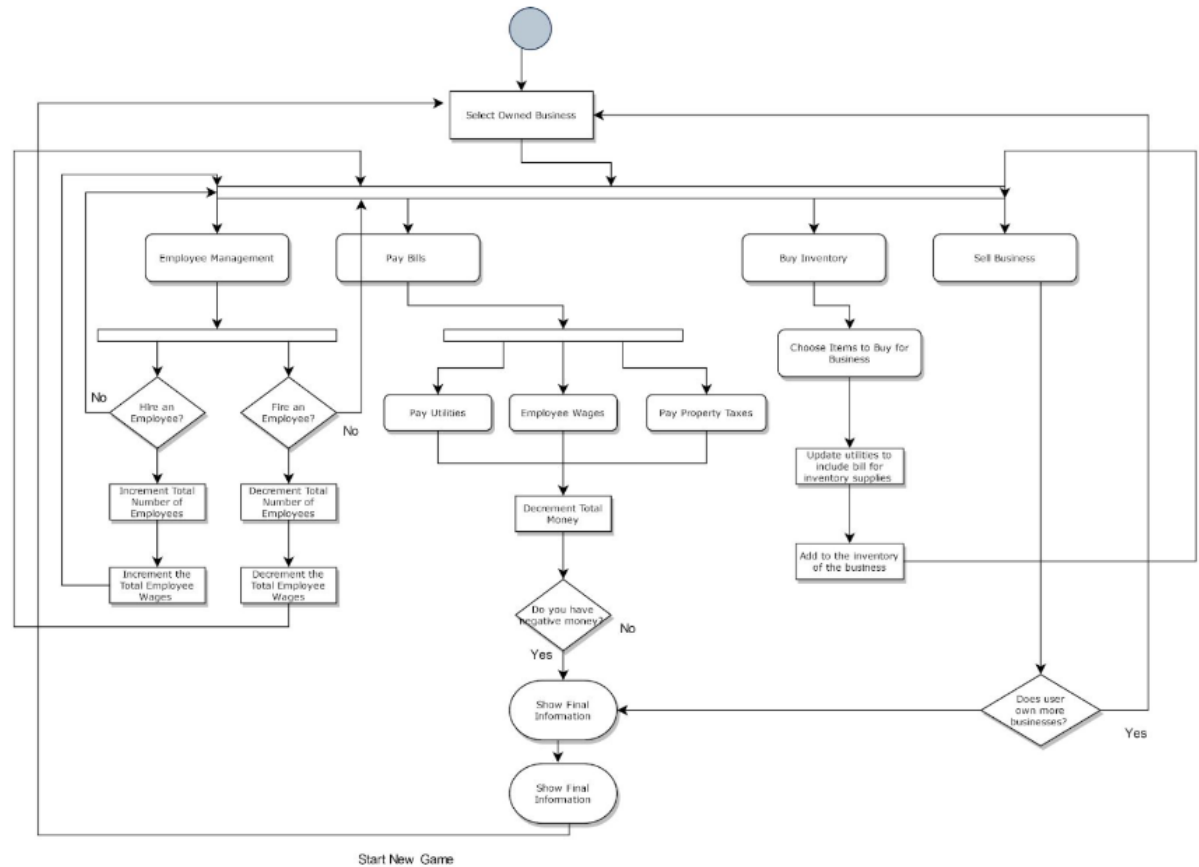 Select Owned Business
Employee Management
Pay Bills
Buy Inventory
Sell Business
Choose Items to Buy for
Business
No
Hire an
Employee?
Fire an
Employee?
No
Pay Utilities
Employee Wages
Pay Property Taxes
Update utilities to
include bill for
inventory supplies
Increment Total
Number of
Employees
Decrement Total
Number of
Employees
Decrement Total
Money
Add to the inventory
of the business
Increment the
Total Employee
Wages
Decrement the
Total Employee
Wages
Do you have
negative money?
No
Yes
Show Final
Information
Does user
own more
businesses?
Yes
Show Final
Information
Start New Game